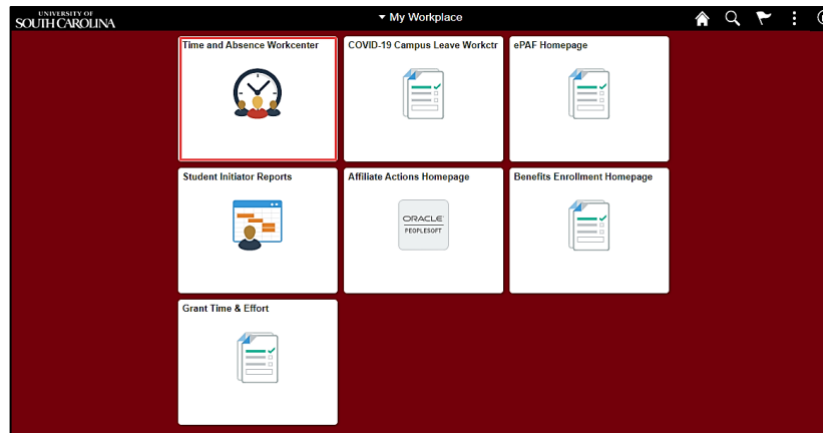 UNIVERSITY OF
SOUTH CAROLINA
My Workplace
Time and Absence Workcenter
COVID-19 Campus Leave Workctr
ePAF Homepage
Student Initiator Reports
Affiliate Actions Homepage
Benefits Enrollment Homepage
ORACLE
PEOPLESOFT
Grant Time & Effort